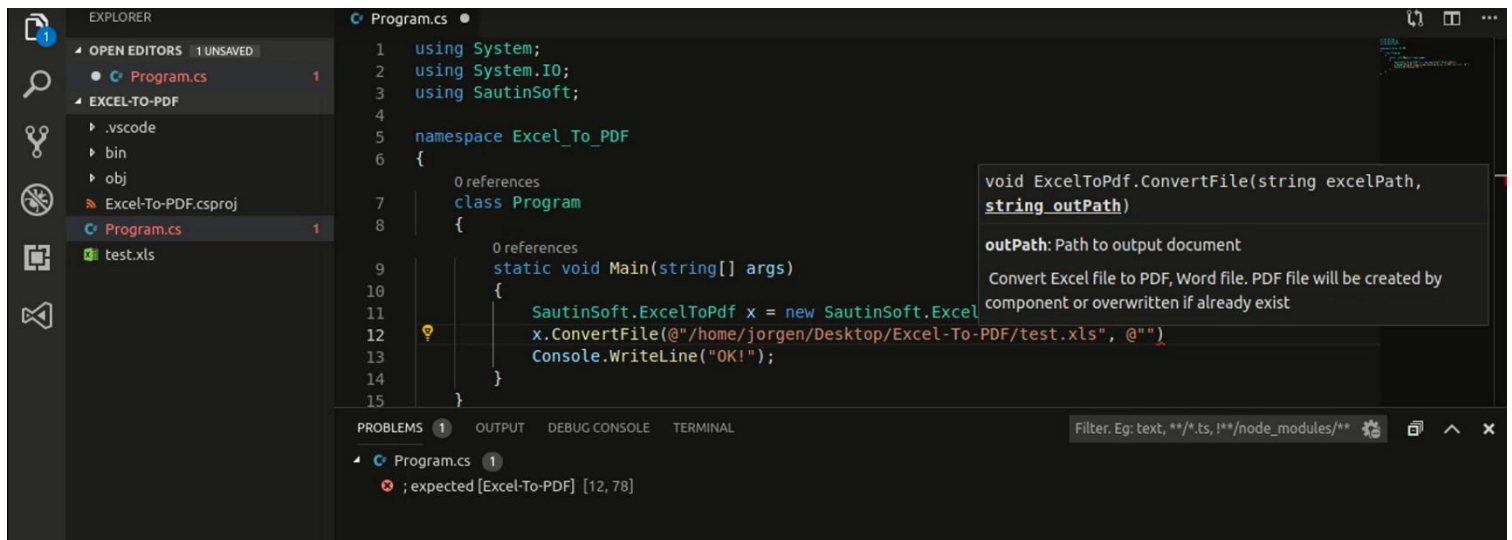 EXPLORER
OPEN EDITORS 1 UNSAVED
Program.cs 1
EXCEL-TO-PDF
.vscode
bin
obj
Excel-To-PDF.csproj
Program.cs 1
test.xls
1
Program.cs
1 using System;
2 using System.IO;
3 using SautinSoft;
4
5 namespace Excel_To_PDF
6 {
0 references
7 class Program
8 {
0 references
9 static void Main(string[] args)
10 {
11 SautinSoft.ExcelToPdf x = new SautinSoft.Excel
12 x.ConvertFile(@"/home/jorgen/Desktop/Excel-To-PDF/test.xls", @"")
13 Console.WriteLine("OK!");
14 }
15 }
void ExcelToPdf.ConvertFile(string excelPath,
string outPath)
outPath: Path to output document
Convert Excel file to PDF, Word file. PDF file will be created by
component or overwritten if already exist
PROBLEMS 1 OUTPUT DEBUG CONSOLE TERMINAL
Filter. Eg: text, **/*.ts, !**/node_modules/**
Program.cs 1
; expected [Excel-To-PDF] [12, 78]